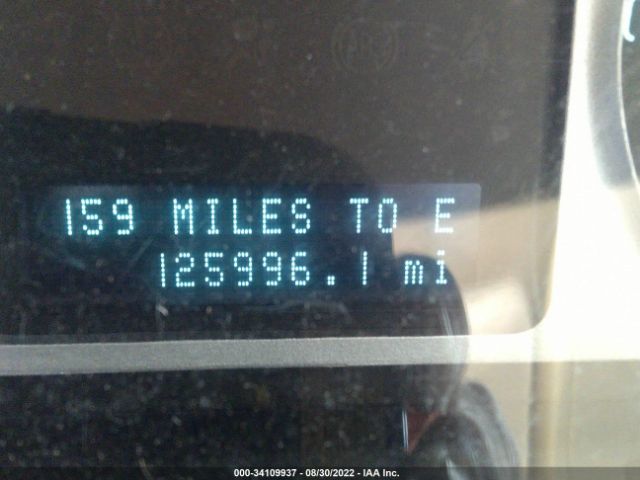 159 MILES TO E
125996.1 mi
000-34109937 - 08/30/2022 - IAA Inc.